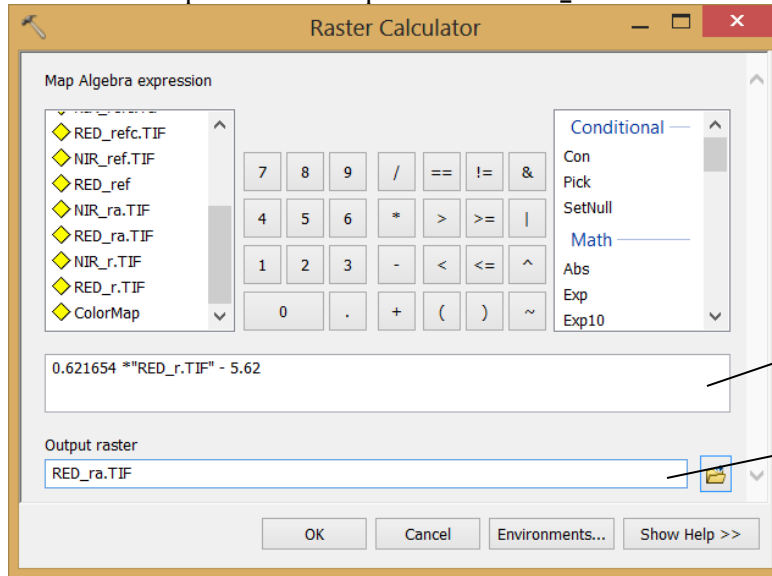 Raster Calculator
Map Algebra expression
RED_refc.TIF
NIR_ref.TIF
RED_ref
NIR_ra.TIF
RED_ra.TIF
NIR_r.TIF
RED_r.TIF
ColorMap
7 8 9 / == != &
4 5 6 * > >= |
1 2 3 - < <= ^
0 . + ( ) ~
Conditional
Con
Pick
SetNull
Math
Abs
Exp
Exp10
0.621654 *"RED_r.TIF" - 5.62
Output raster
RED_ra.TIF
OK Cancel Environments... Show Help >>